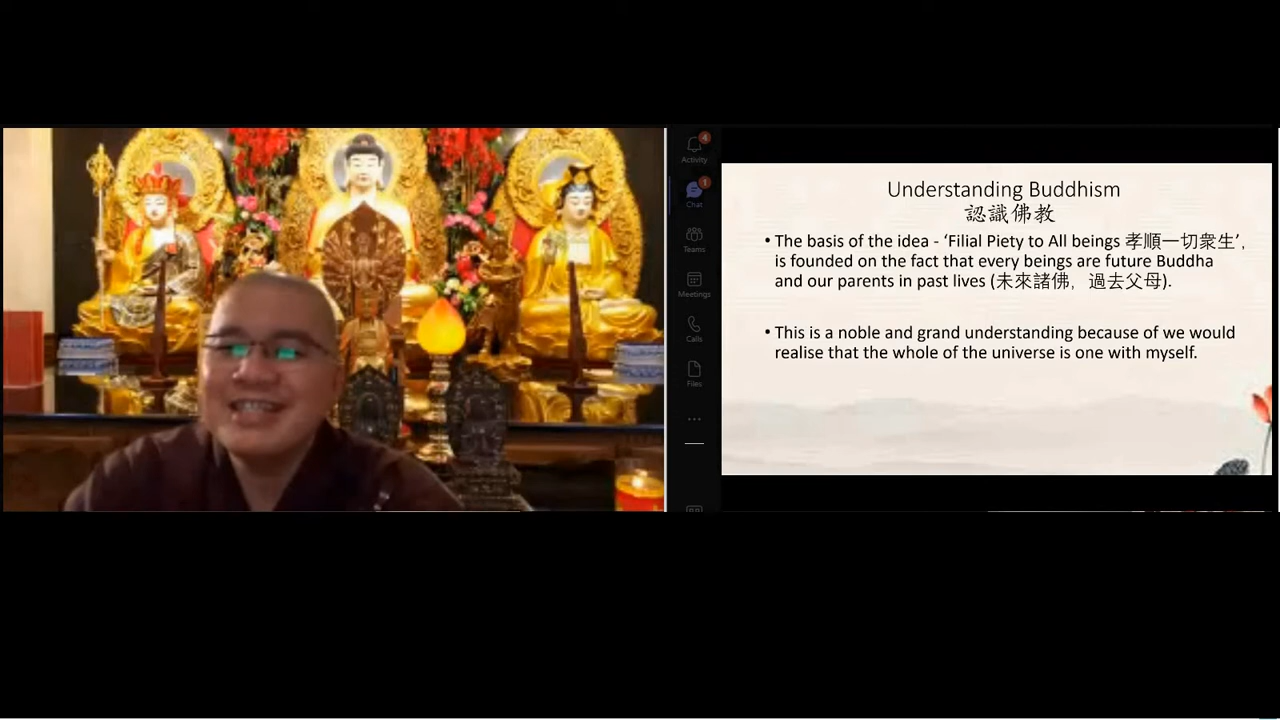 Activity
4
Chat
1
Teams
Meetings
Calls
Files
Understanding Buddhism
認識佛教
• The basis of the idea - ‘Filial Piety to All beings 孝順一切衆生’,
is founded on the fact that every beings are future Buddha
and our parents in past lives (未來諸佛，過去父母).
• This is a noble and grand understanding because of we would
realise that the whole of the universe is one with myself.